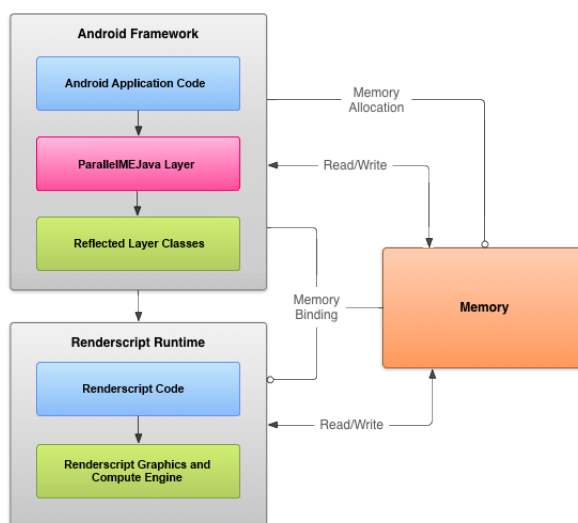 Android Framework
Android Application Code
Memory
Allocation
ParallelMEJava Layer
Read/Write
Reflected Layer Classes
Memory
Binding
Memory
Renderscript Runtime
Renderscript Code
Read/Write
Renderscript Graphics and
Compute Engine